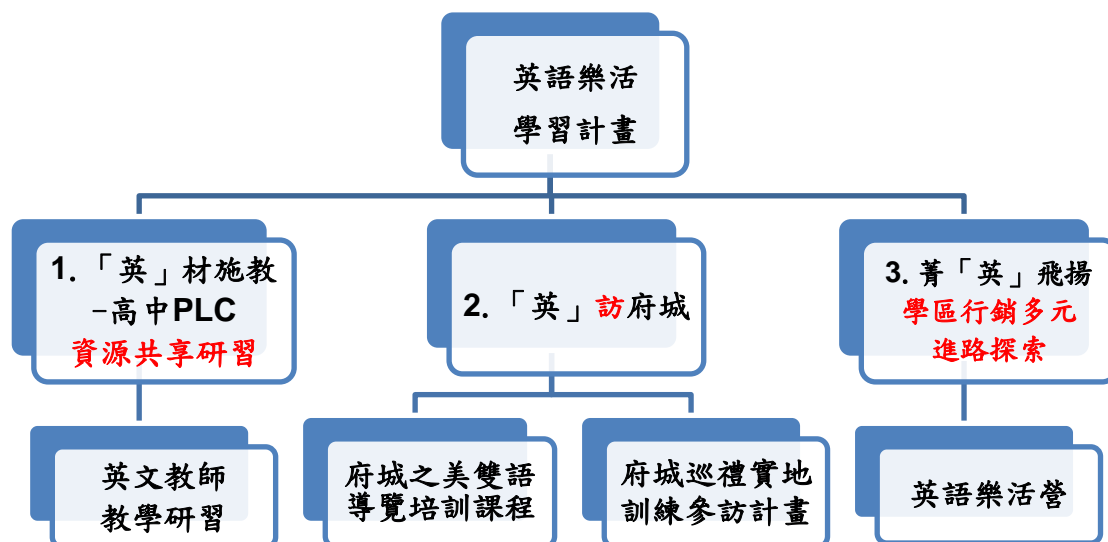 英語樂活
學習計畫
1.「英」材施教
-高中PLC
資源共享研習
2.「英」訪府城
3.菁「英」飛揚
學區行銷多元
進路探索
英文教師
教學研習
府城之美雙語
導覽培訓課程
府城巡禮實地
訓練參訪計畫
英語樂活營